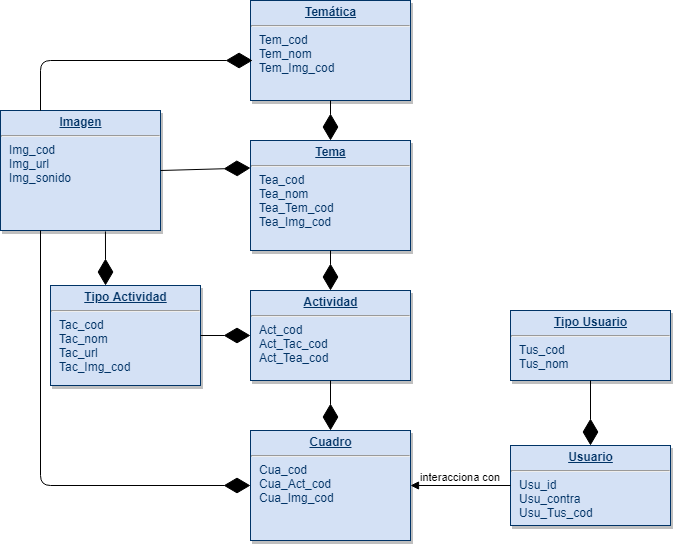 Temática
Tem_cod
Tem_nom
Tem_Img_cod
Imagen
Img_cod
Img_url
Img_sonido
Tema
Tea_cod
Tea_nom
Tea_Tem_cod
Tea_Img_cod
Tipo Actividad
Tac_cod
Tac_nom
Tac_url
Tac_Img_cod
Actividad
Act_cod
Act_Tac_cod
Act_Tea_cod
Tipo Usuario
Tus_cod
Tus_nom
Cuadro
Cua_cod
Cua_Act_cod
Cua_Img_cod
interacciona con
Usuario
Usu_id
Usu_contra
Usu_Tus_cod